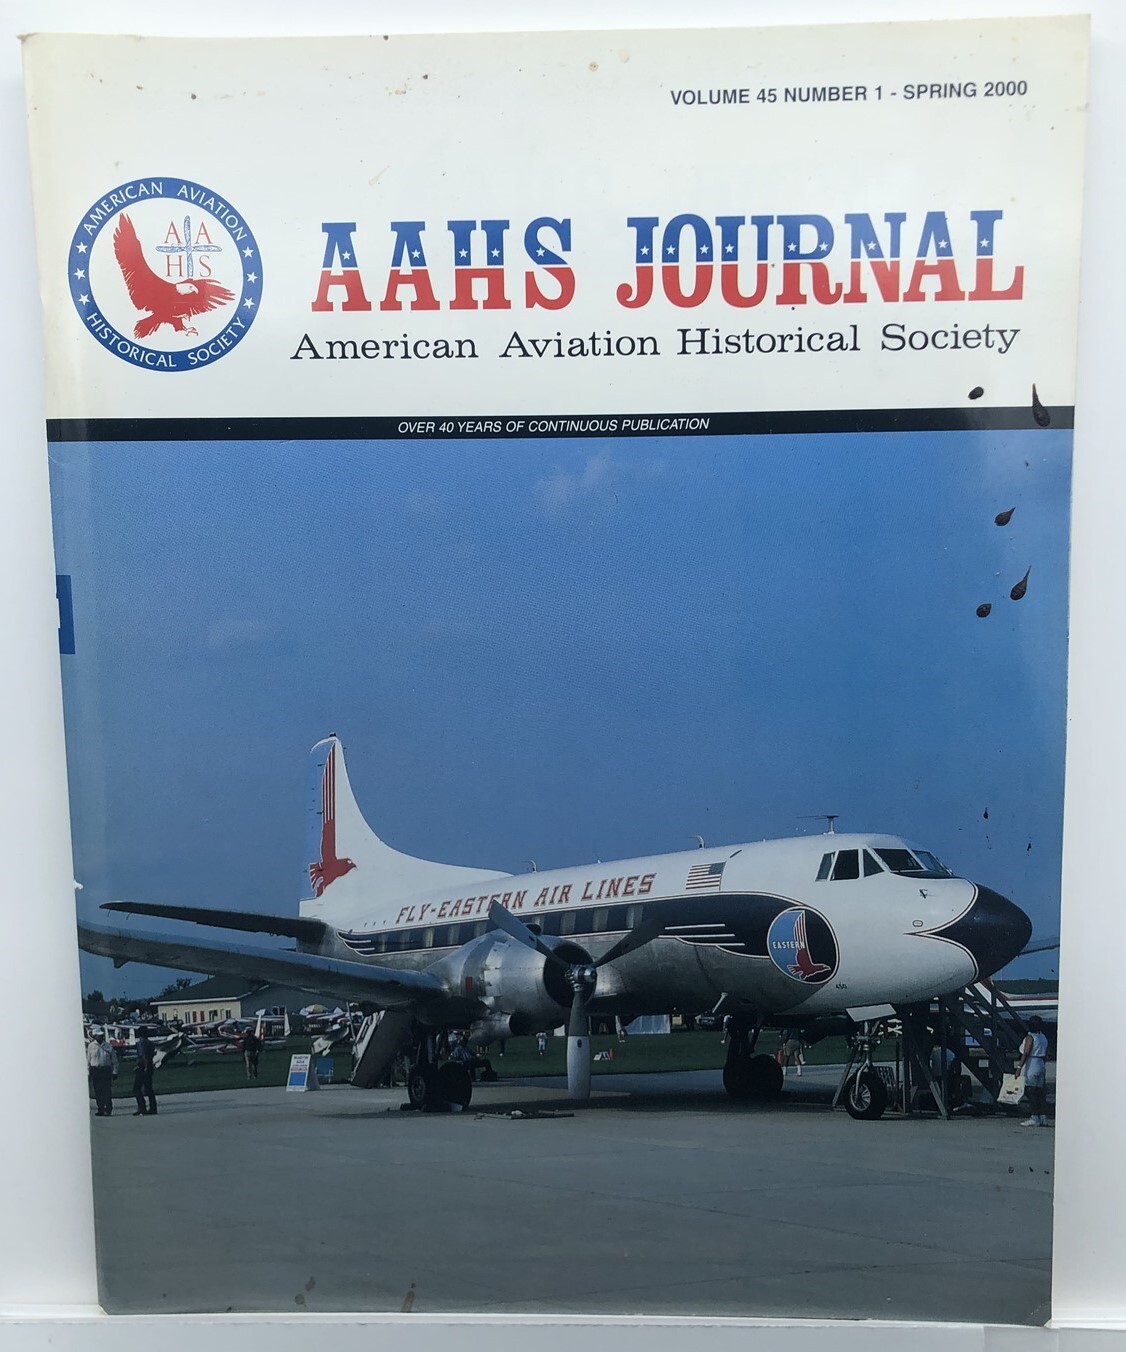 VOLUME 45 NUMBER 1 - SPRING 2000
AMERICAN AVIATION
A A
H S
HISTORICAL SOCIETY
AAHS JOURNAL
American Aviation Historical Society
OVER 40 YEARS OF CONTINUOUS PUBLICATION
FLY-EASTERN AIR LINES
EASTERN